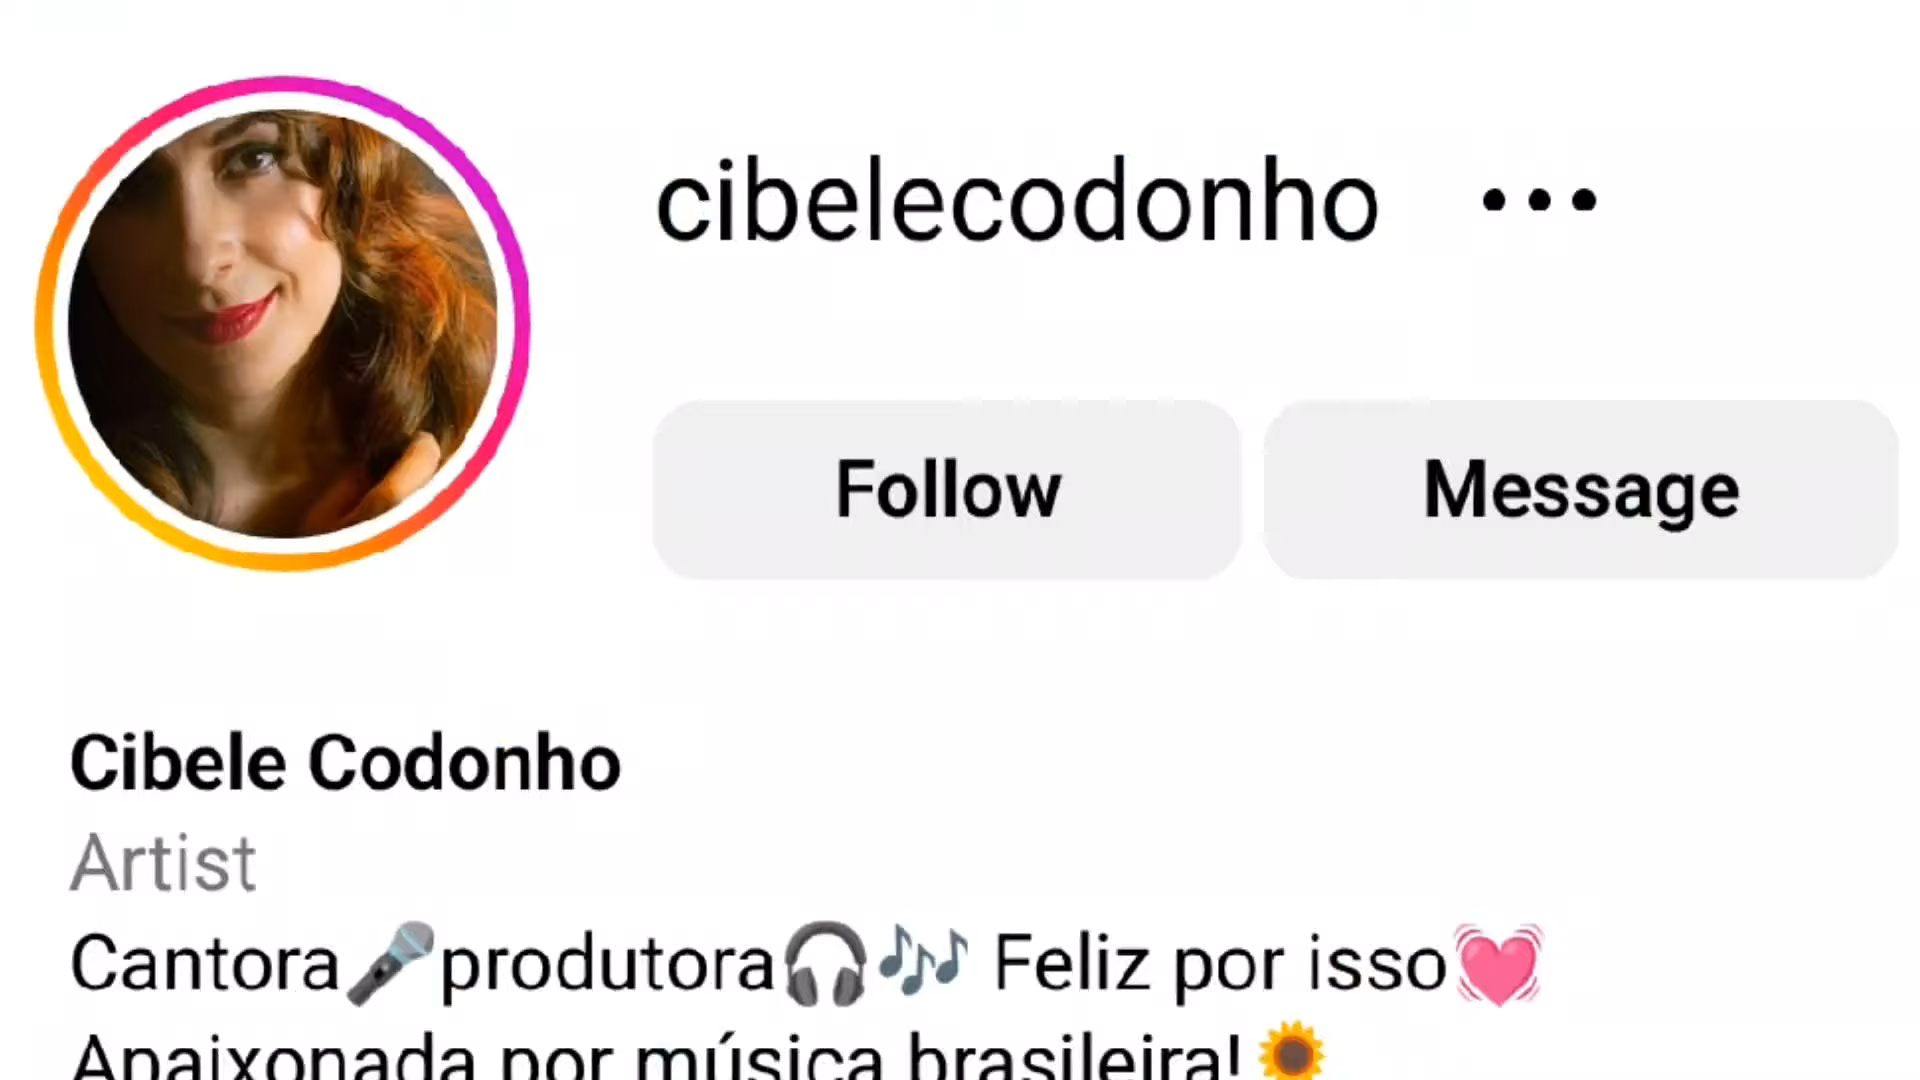 cibelecodonho
Follow
Message
Cibele Codonho
Artist
Cantora🎤produtora🎧🎶 Feliz por isso💓
Apaixonada por música brasileira!🌻